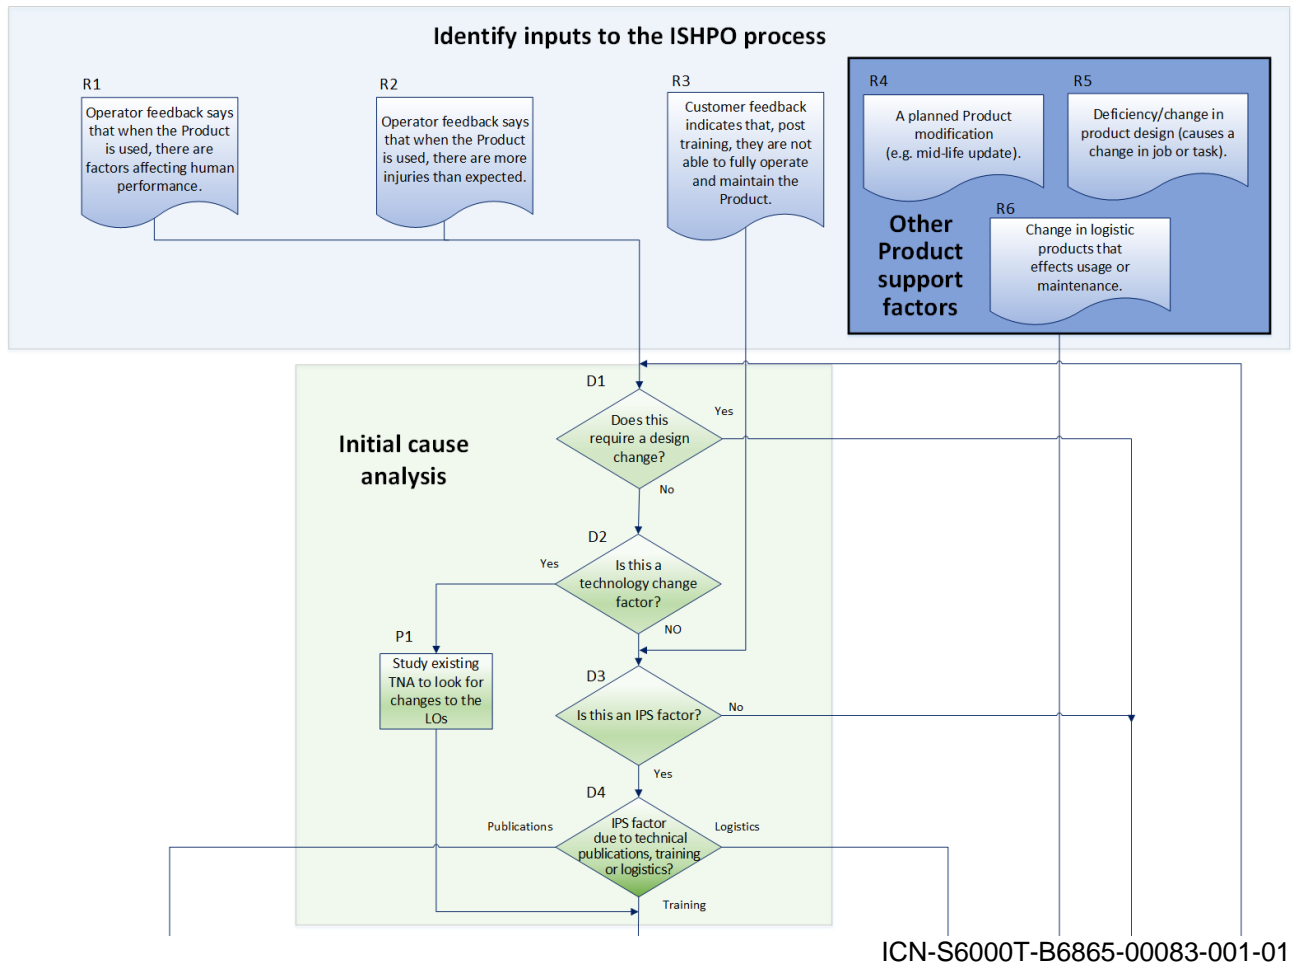 Identify inputs to the ISHPO process
R1
Operator feedback says
that when the Product
is used, there are
factors affecting human
performance.
R2
Operator feedback says
that when the Product
is used, there are more
injuries than expected.
R3
Customer feedback
indicates that, post
training, they are not
able to fully operate
and maintain the
Product.
R4
A planned Product
modification
(e.g. mid-life update).
R5
Deficiency/change in
product design (causes a
change in job or task).
Other
Product
support
factors
R6
Change in logistic
products that
effects usage or
maintenance.
Initial cause
analysis
D1
Does this
require a design
change?
Yes
No
D2
Is this a
technology change
factor?
Yes
NO
P1
Study existing
TNA to look for
changes to the
LOs
D3
Is this an IPS factor?
No
Yes
D4
IPS factor
due to technical
publications, training
or logistics?
Publications
Logistics
Training
ICN-S6000T-B6865-00083-001-01